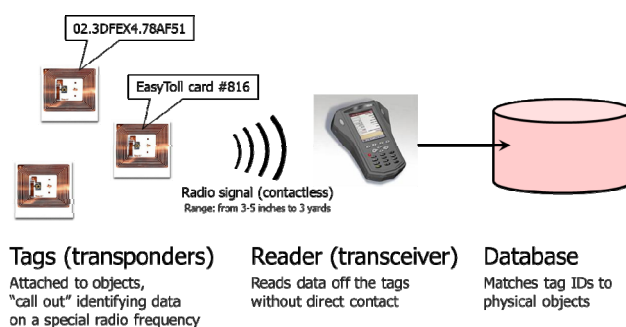 02.3DFEX4.78AF51
EasyToll card #816
Radio signal (contactless)
Range: from 3-5 inches to 3 yards
Tags (transponders)
Attached to objects,
“call out” identifying data
on a special radio frequency
Reader (transceiver)
Reads data off the tags
without direct contact
Database
Matches tag IDs to
physical objects